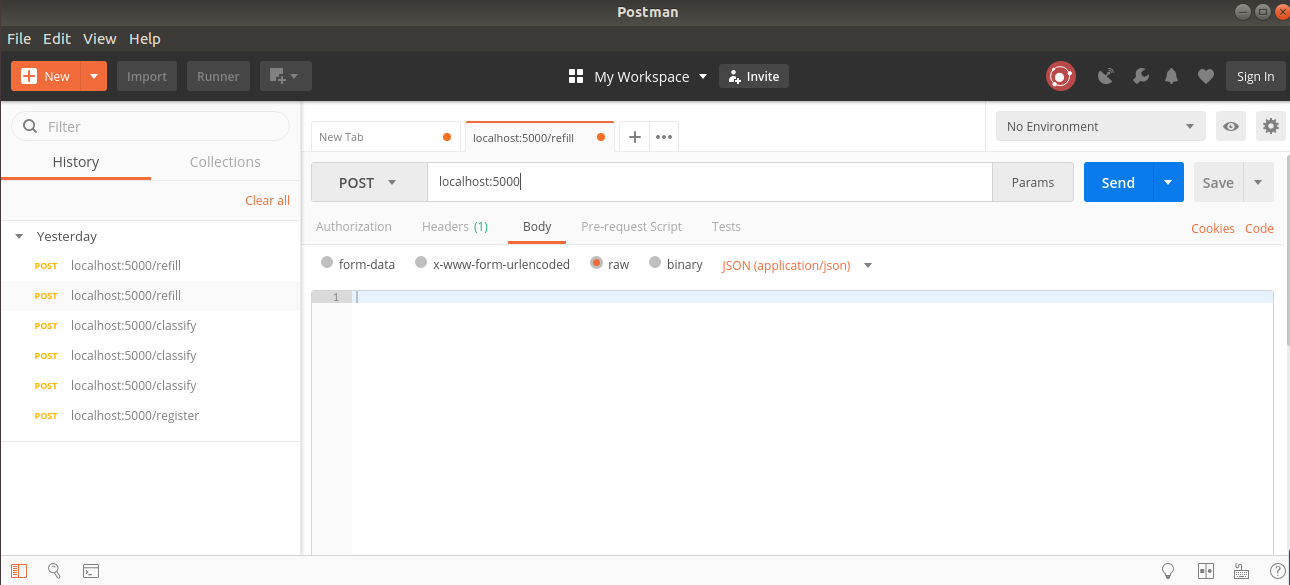 Postman
File Edit View Help
New Import Runner My Workspace Invite Sign In
Filter
History Collections
Clear all
Yesterday
POST localhost:5000/refill
POST localhost:5000/refill
POST localhost:5000/classify
POST localhost:5000/classify
POST localhost:5000/classify
POST localhost:5000/register
New Tab localhost:5000/refill No Environment
POST localhost:5000 Params Send Save
Authorization Headers (1) Body Pre-request Script Tests Cookies Code
form-data x-www-form-urlencoded raw binary JSON (application/json)
1